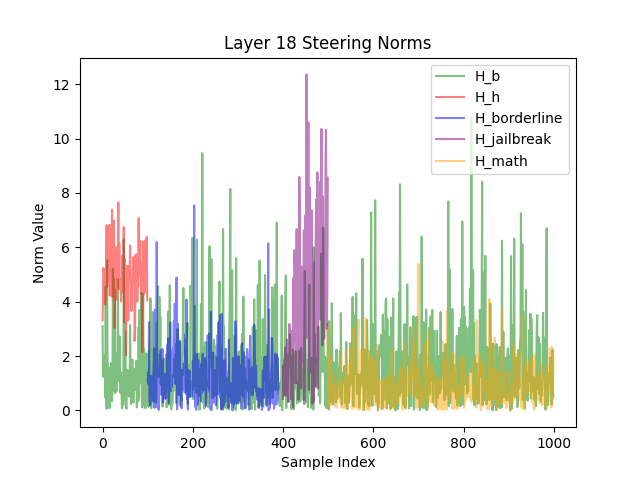 Layer 18 Steering Norms
H_b
H_h
H_borderline
H_jailbreak
H_math
Norm Value
12
10
8
6
4
2
0
0
200
400
600
800
1000
Sample Index